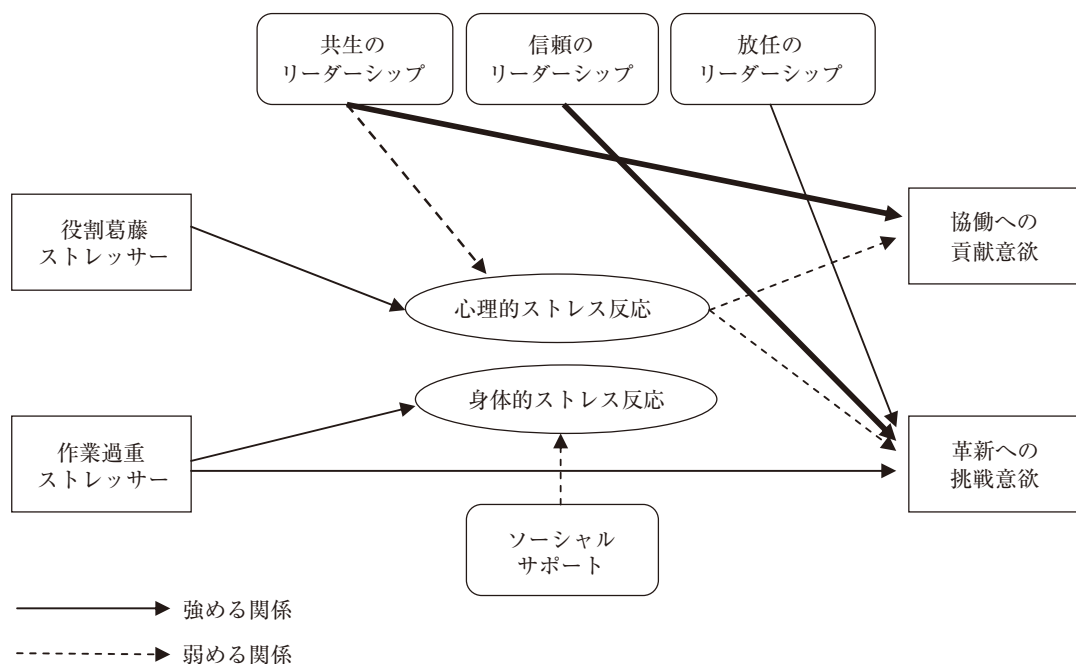 共生の
リーダーシップ
信頼の
リーダーシップ
放任の
リーダーシップ
役割葛藤
ストレッサー
協働への
貢献意欲
心理的ストレス反応
身体的ストレス反応
作業過重
ストレッサー
革新への
挑戦意欲
ソーシャル
サポート
強める関係
弱める関係